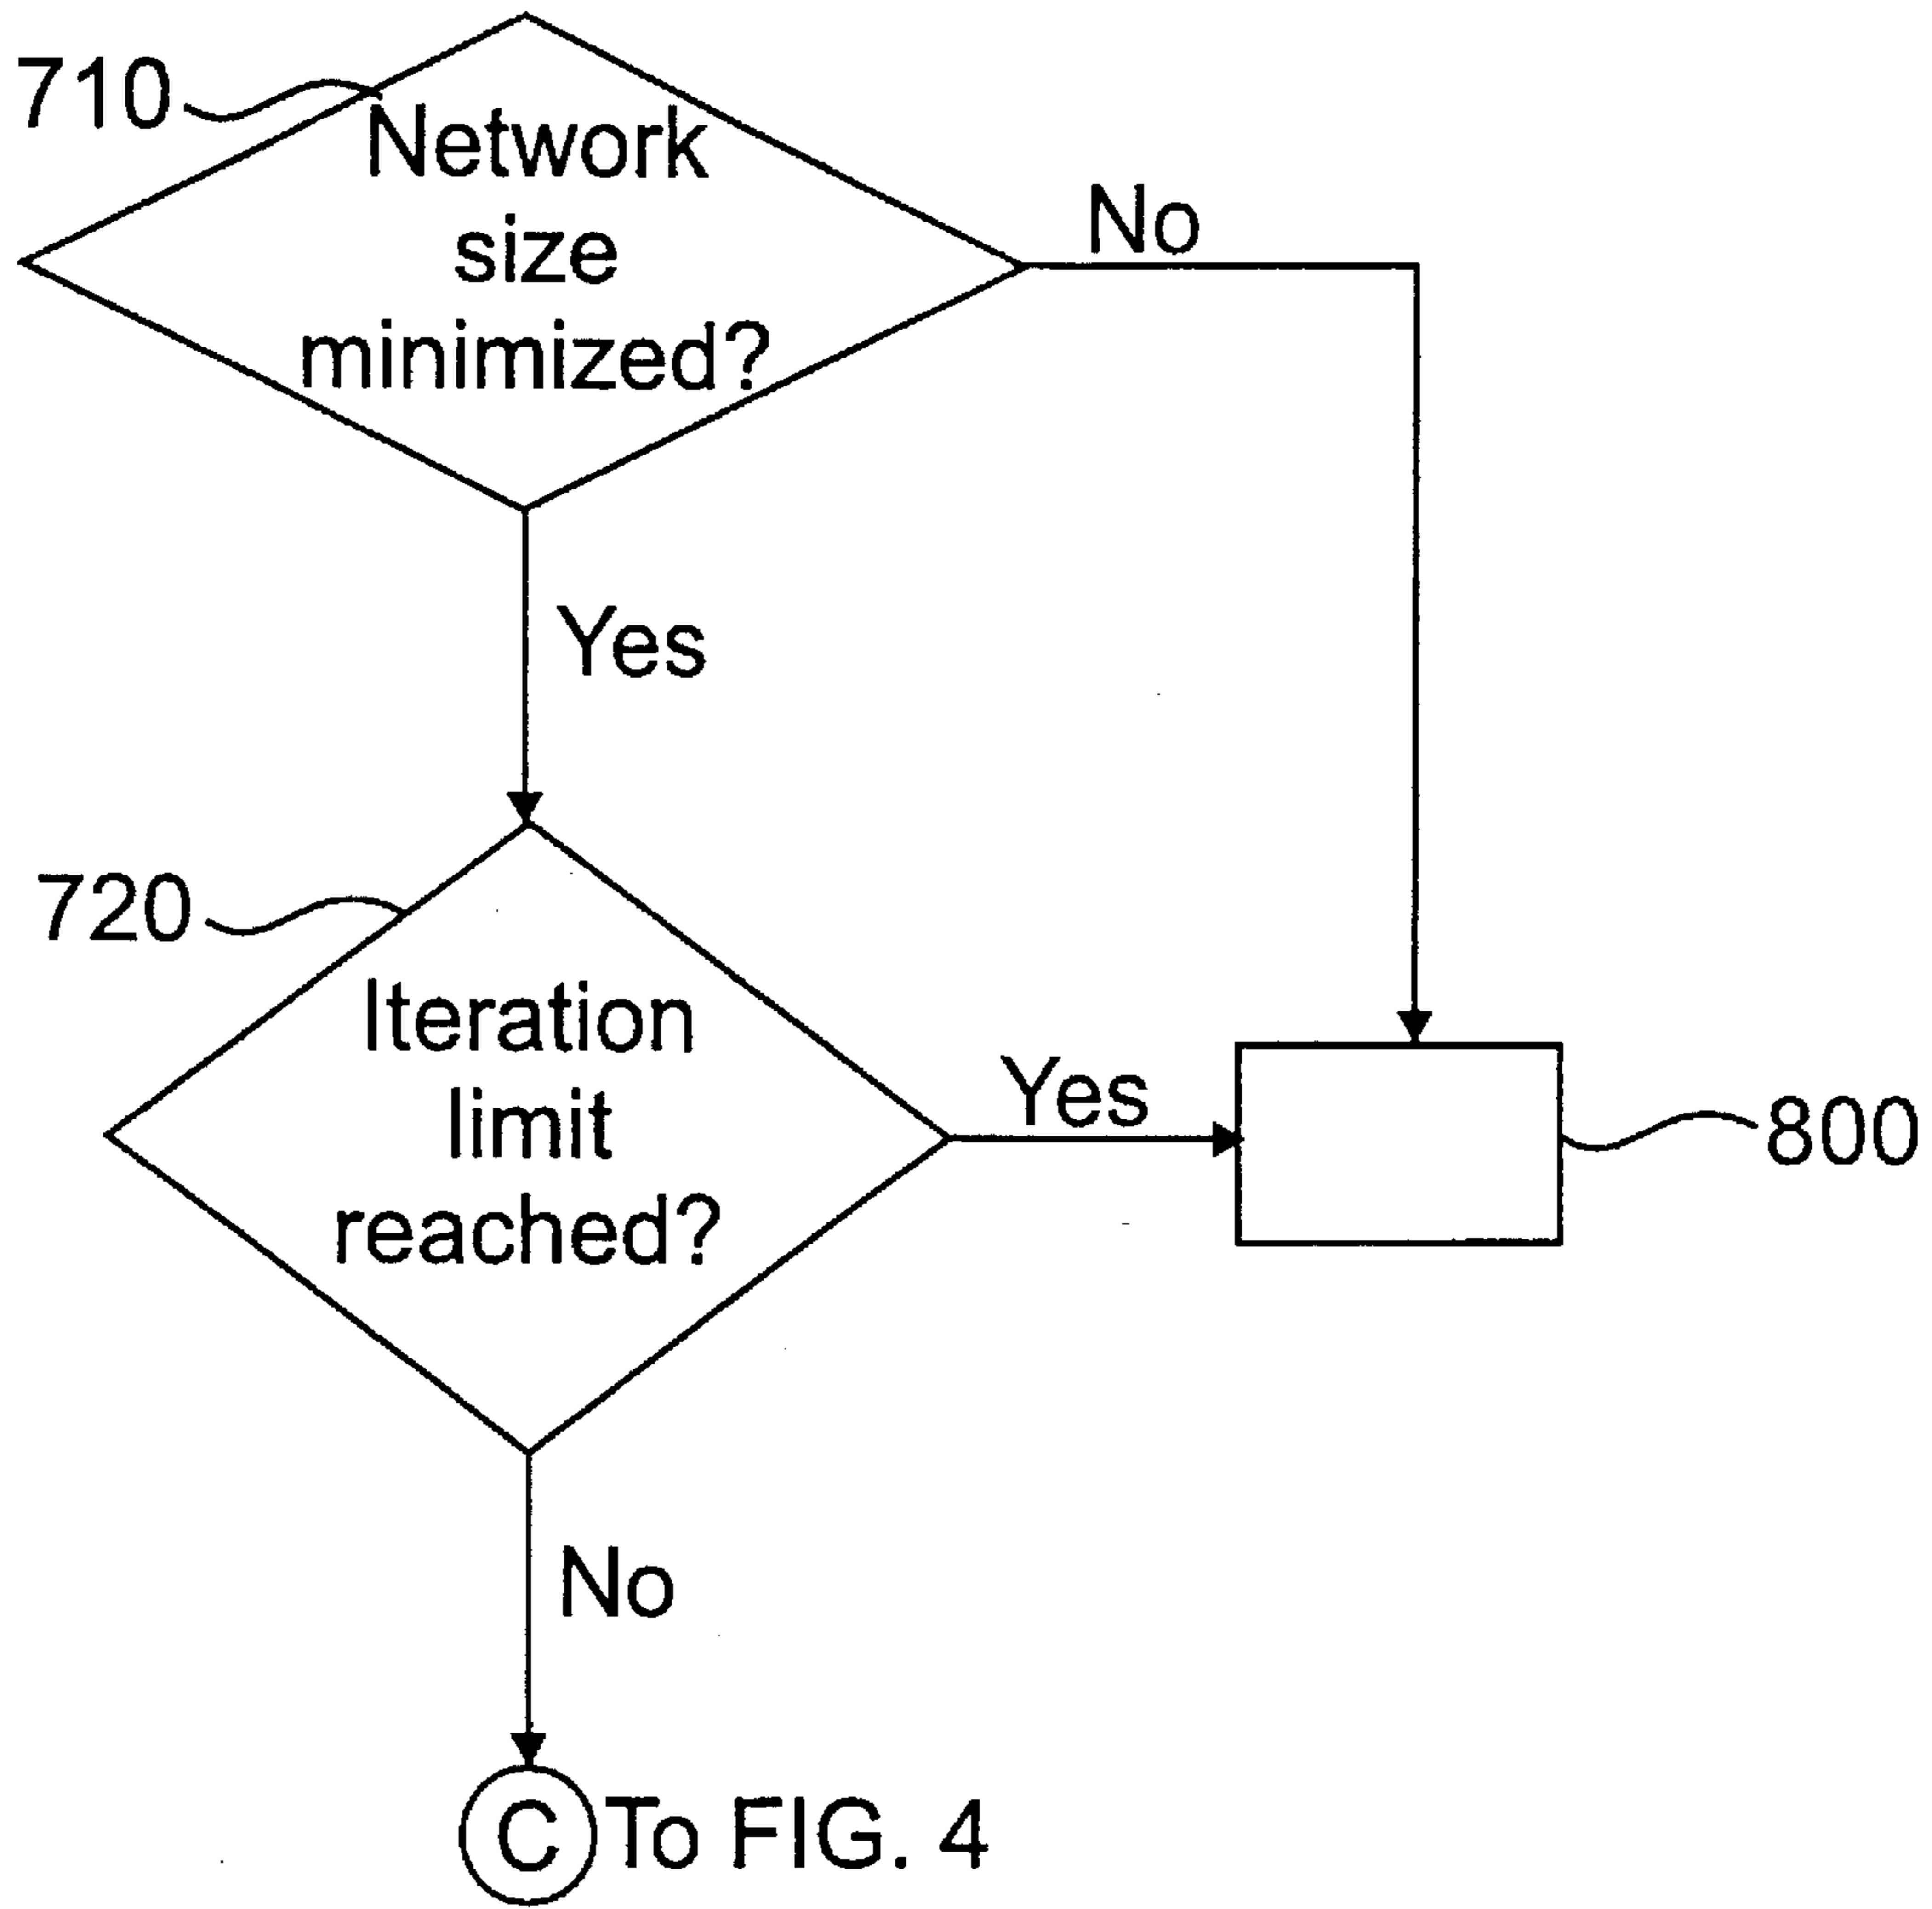 710
Network
size
minimized?
No
Yes
720
Iteration
limit
reached?
Yes
800
No
C To FIG. 4